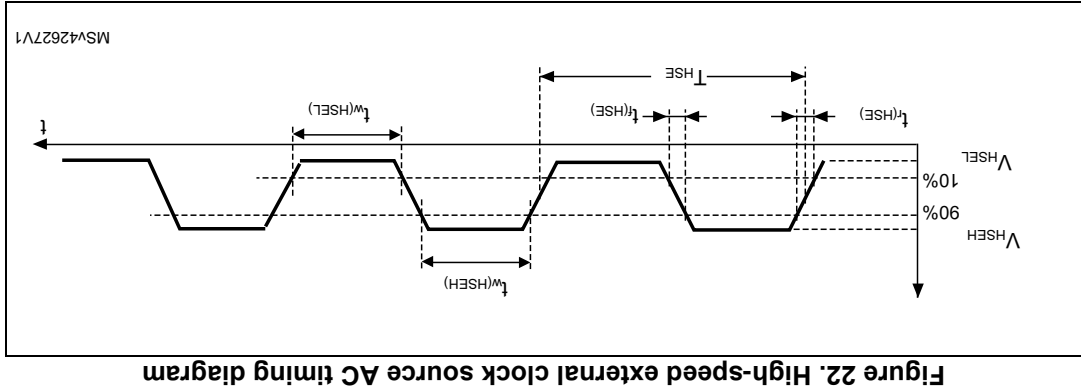 Figure 22. High-speed external clock source AC timing diagram
tw(HSEH)
VHSEH
90%
10%
VHSEL
tr(HSE)
tf(HSE)
tw(HSEL)
t
THSE
MSv42627V1